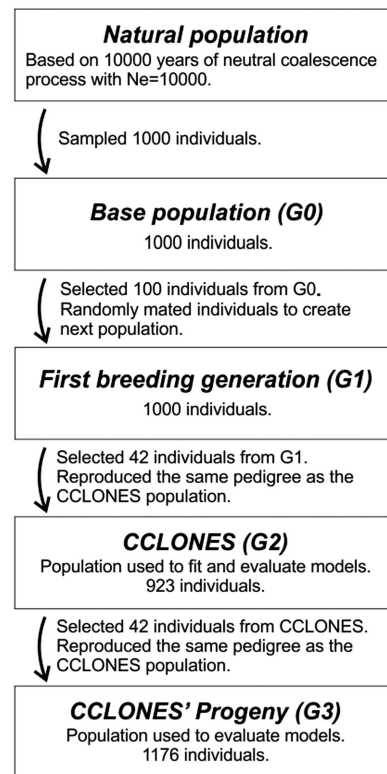 Natural population
Based on 10000 years of neutral coalescence
process with Ne=10000.
Sampled 1000 individuals.
Base population (G0)
1000 individuals.
Selected 100 individuals from G0.
Randomly mated individuals to create
next population.
First breeding generation (G1)
1000 individuals.
Selected 42 individuals from G1.
Reproduced the same pedigree as the
CCLONES population.
CCLONES (G2)
Population used to fit and evaluate models.
923 individuals.
Selected 42 individuals from CCLONES.
Reproduced the same pedigree as the
CCLONES population.
CCLONES' Progeny (G3)
Population used to evaluate models.
1176 individuals.